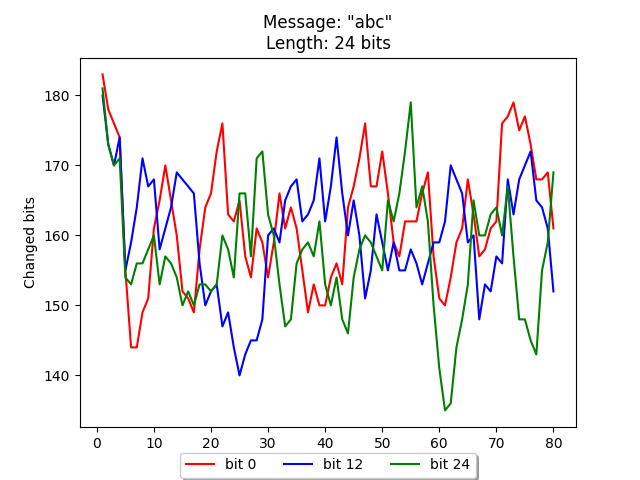 Message: "abc"
Length: 24 bits
Changed bits
180
170
160
150
140
0 10 20 30 40 50 60 70 80
bit 0 bit 12 bit 24